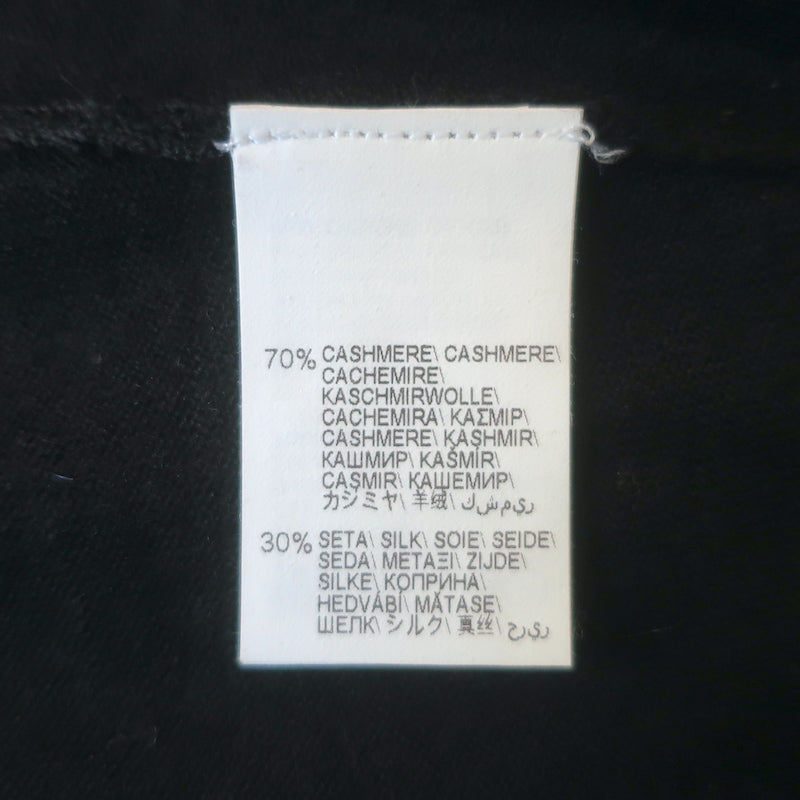 70% CASHMERE\ CASHMERE\
CACHEMIRE\
KASCHMIRWOLLE\
CACHEMIRA\ ΚΑΣΜΙΡ\
CASHMERE\ KAŞHMIR\
КАШМИР\ KAŠMÍR\
CAŞMIR\ КАШЕМИР\
カシミヤ\ 羊绒\ كشمير
30% SETA\ SILK\ SOIE\ SEIDE\
SEDA\ ΜΕΤΑΞΙ\ ZIJDE\
SILKE\ КОПРИНА\
HEDVÁBÍ\ MĂTASE\
ШЕЛК\ シルク\ 真丝\ حرير